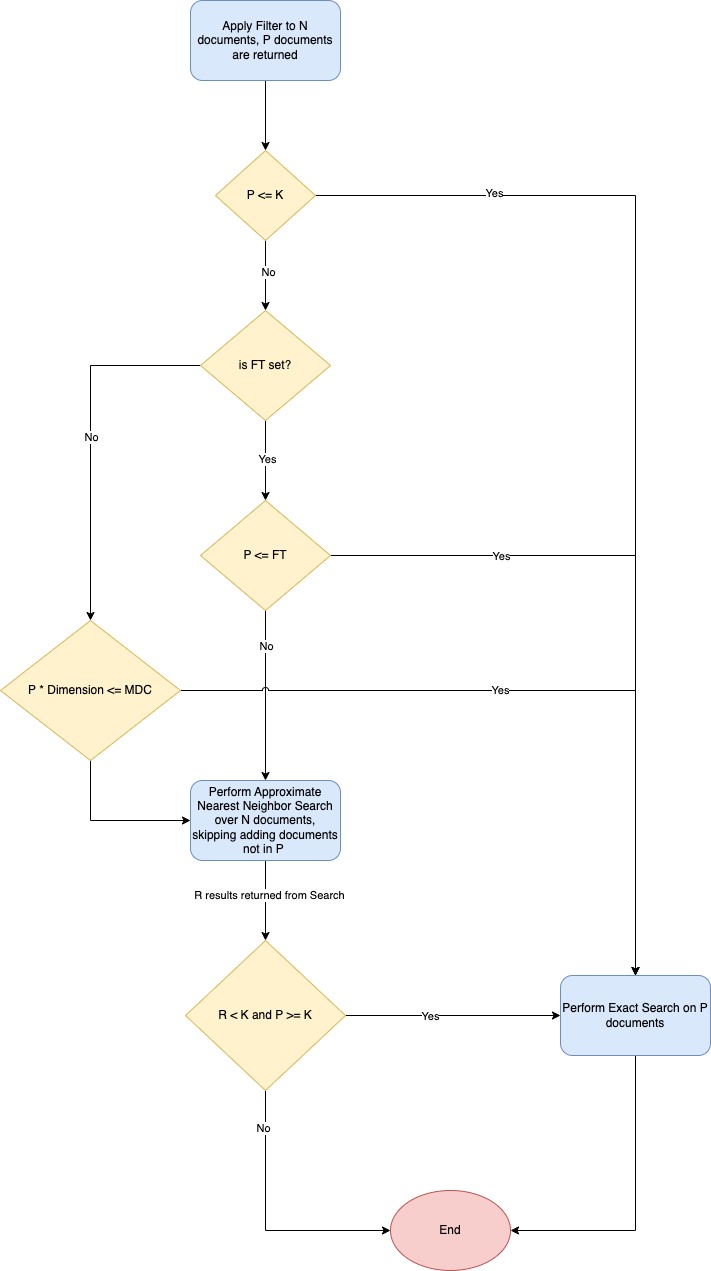 Apply Filter to N
documents, P documents
are returned
P <= K
Yes
No
is FT set?
No
Yes
P <= FT
Yes
No
P * Dimension <= MDC
Yes
Perform Approximate
Nearest Neighbor Search
over N documents,
skipping adding documents
not in P
R results returned from Search
R < K and P >= K
Yes
Perform Exact Search on P
documents
No
End